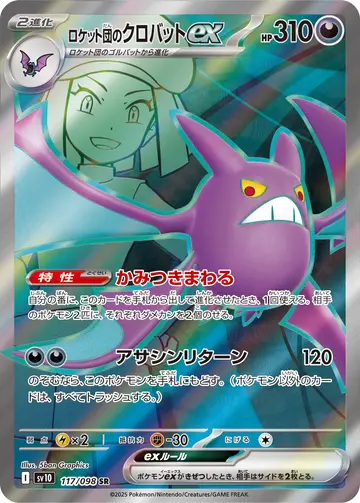 2進化
ロケット団のクロバットex
HP310
ロケット団のゴルバットから進化
特性 かみつきまわる
自分の番に、このカードを手札から出して進化させたとき、1回使える。相手
のポケモン2匹に、それぞれダメカンを2個のせる。
アサシンリターン 120
のぞむなら、このポケモンを手札にもどす。(ポケモン以外のカー
ドは、すべてトラッシュする。)
弱点 ×2 抵抗力 -30 にげる
exルール
ポケモンexがきぜつしたとき、相手はサイドを2枚とる。
Illus. 5ban Graphics
I sv10 117/098 SR
©2025 Pokémon/Nintendo/Creatures/GAME FREAK.